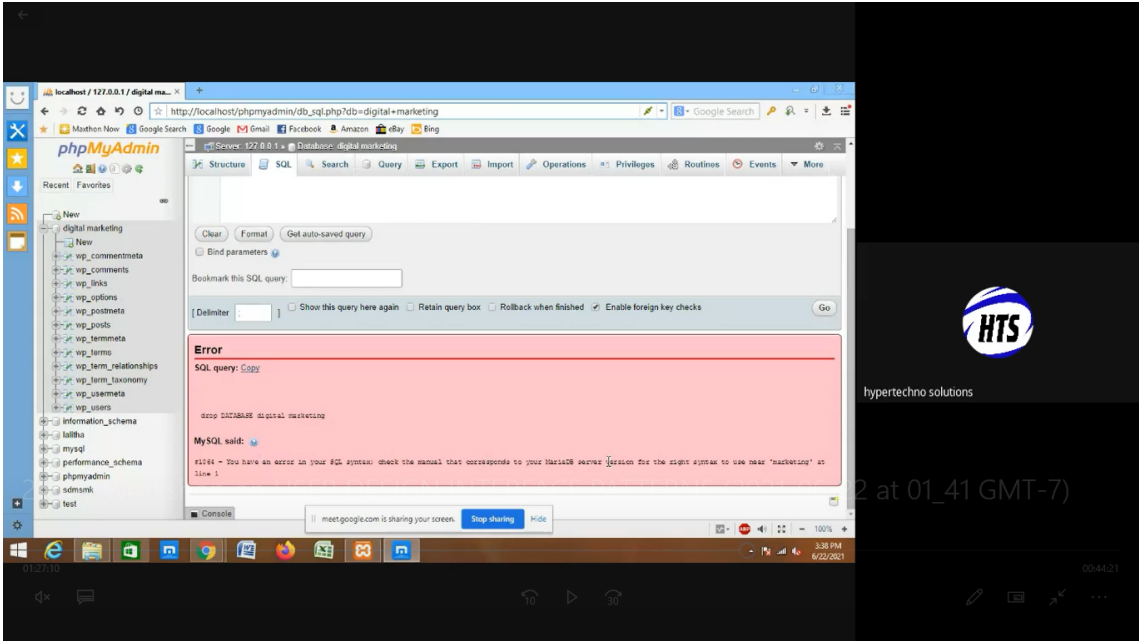 localhost / 127.0.0.1 / digital ma...
http://localhost/phpmyadmin/db_sql.php?db=digital+marketing
Google Search
Maxthon Now Google Search Google Gmail Facebook Amazon eBay Bing
phpMyAdmin
Recent Favorites
New
digital marketing
New
wp_commentmeta
wp_comments
wp_links
wp_options
wp_postmeta
wp_posts
wp_termmeta
wp_terms
wp_term_relationships
wp_term_taxonomy
wp_usermeta
wp_users
information_schema
lalitha
mysql
performance_schema
phpmyadmin
sdmsmk
test
Server: 127.0.0.1 » Database: digital marketing
Structure SQL Search Query Export Import Operations Privileges Routines Events More
Clear Format Get auto-saved query
Bind parameters
Bookmark this SQL query:
[ Delimiter ; ] Show this query here again Retain query box Rollback when finished Enable foreign key checks Go
Error
SQL query: Copy
drop DATABASE digital marketing
MySQL said:
#1064 - You have an error in your SQL syntax; check the manual that corresponds to your MariaDB server version for the right syntax to use near 'marketing' at
line 1
Console
meet.google.com is sharing your screen. Stop sharing Hide
100%
3:38 PM
6/22/2021
HTS
hypertechno solutions
2 at 01_41 GMT-7)
01:27:10
00:44:21
10
30